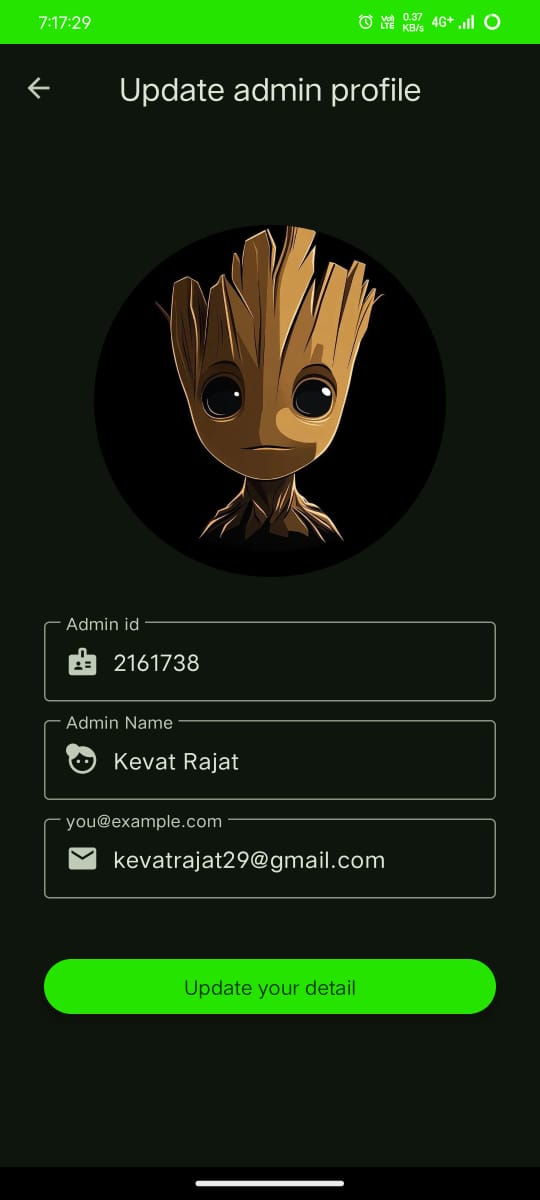 7:17:29
Vo) LTE 0.37 KB/s 4G+
Update admin profile
Admin id
2161738
Admin Name
Kevat Rajat
you@example.com
kevatrajat29@gmail.com
Update your detail